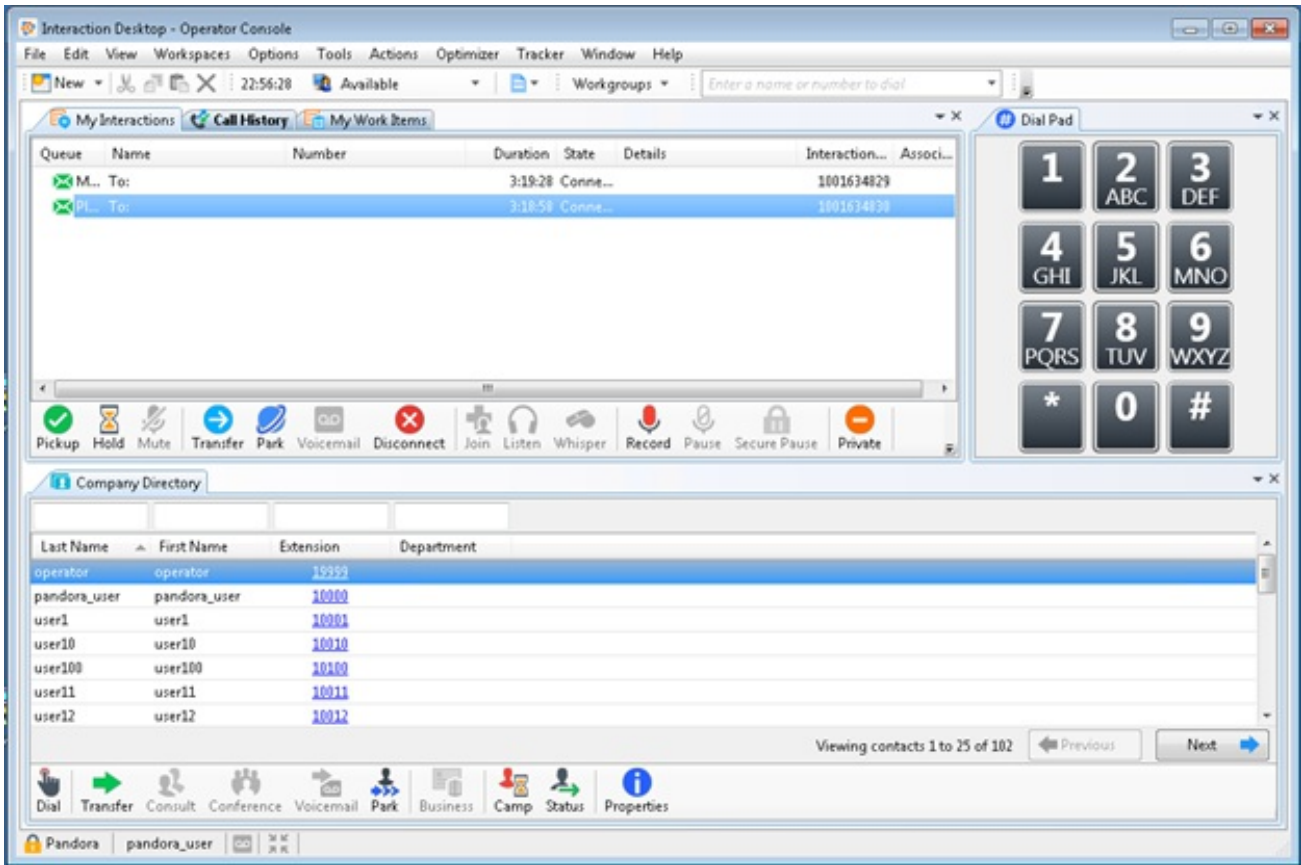 Interaction Desktop - Operator Console
File Edit View Workspaces Options Tools Actions Optimizer Tracker Window Help
New 22:56:28 Available Workgroups Enter a name or number to dial
My Interactions Call History My Work Items
Queue Name Number Duration State Details Interaction... Associ...
M... To: 3:19:28 Conne... 1001634829
Pl... To: 3:18:58 Conne... 1001634830
Pickup Hold Mute Transfer Park Voicemail Disconnect Join Listen Whisper Record Pause Secure Pause Private
Dial Pad
1 2 3
ABC DEF
4 5 6
GHI JKL MNO
7 8 9
PQRS TUV WXYZ
* 0 #
Company Directory
Last Name First Name Extension Department
operator operator 19999
pandora_user pandora_user 10000
user1 user1 10001
user10 user10 10010
user100 user100 10100
user11 user11 10011
user12 user12 10012
Viewing contacts 1 to 25 of 102 Previous Next
Dial Transfer Consult Conference Voicemail Park Business Camp Status Properties
Pandora pandora_user